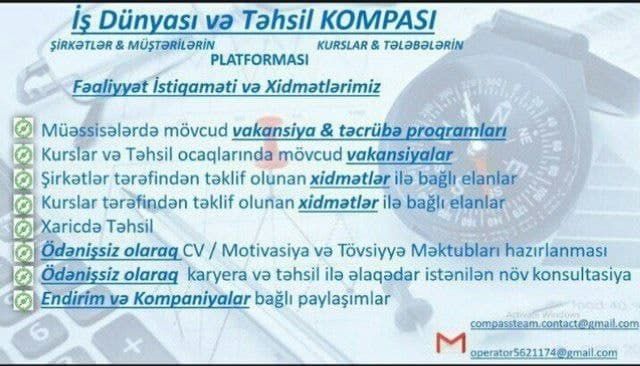 İş Dünyası və Təhsil KOMPASI
ŞİRKƏTLƏR & MÜŞTƏRİLƏRİN KURSLAR & TƏLƏBƏLƏRİN
PLATFORMASI
Fəaliyyət İstiqaməti və Xidmətlərimiz
Müəssisələrdə mövcud vakansiya & təcrübə proqramları
Kurslar və Təhsil ocaqlarında mövcud vakansiyalar
Şirkətlər tərəfindən təklif olunan xidmətlər ilə bağlı elanlar
Kurslar tərəfindən təklif olunan xidmətlər ilə bağlı elanlar
Xaricdə Təhsil
Ödənişsiz olaraq CV / Motivasiya və Tövsiyyə Məktubları hazırlanması
Ödənişsiz olaraq karyera və təhsil ilə əlaqədar istənilən növ konsultasiya
Endirim və Kompaniyalar bağlı paylaşımlar
Activate Windows
compassteam.contact@gmail.com
operator5621174@gmail.com